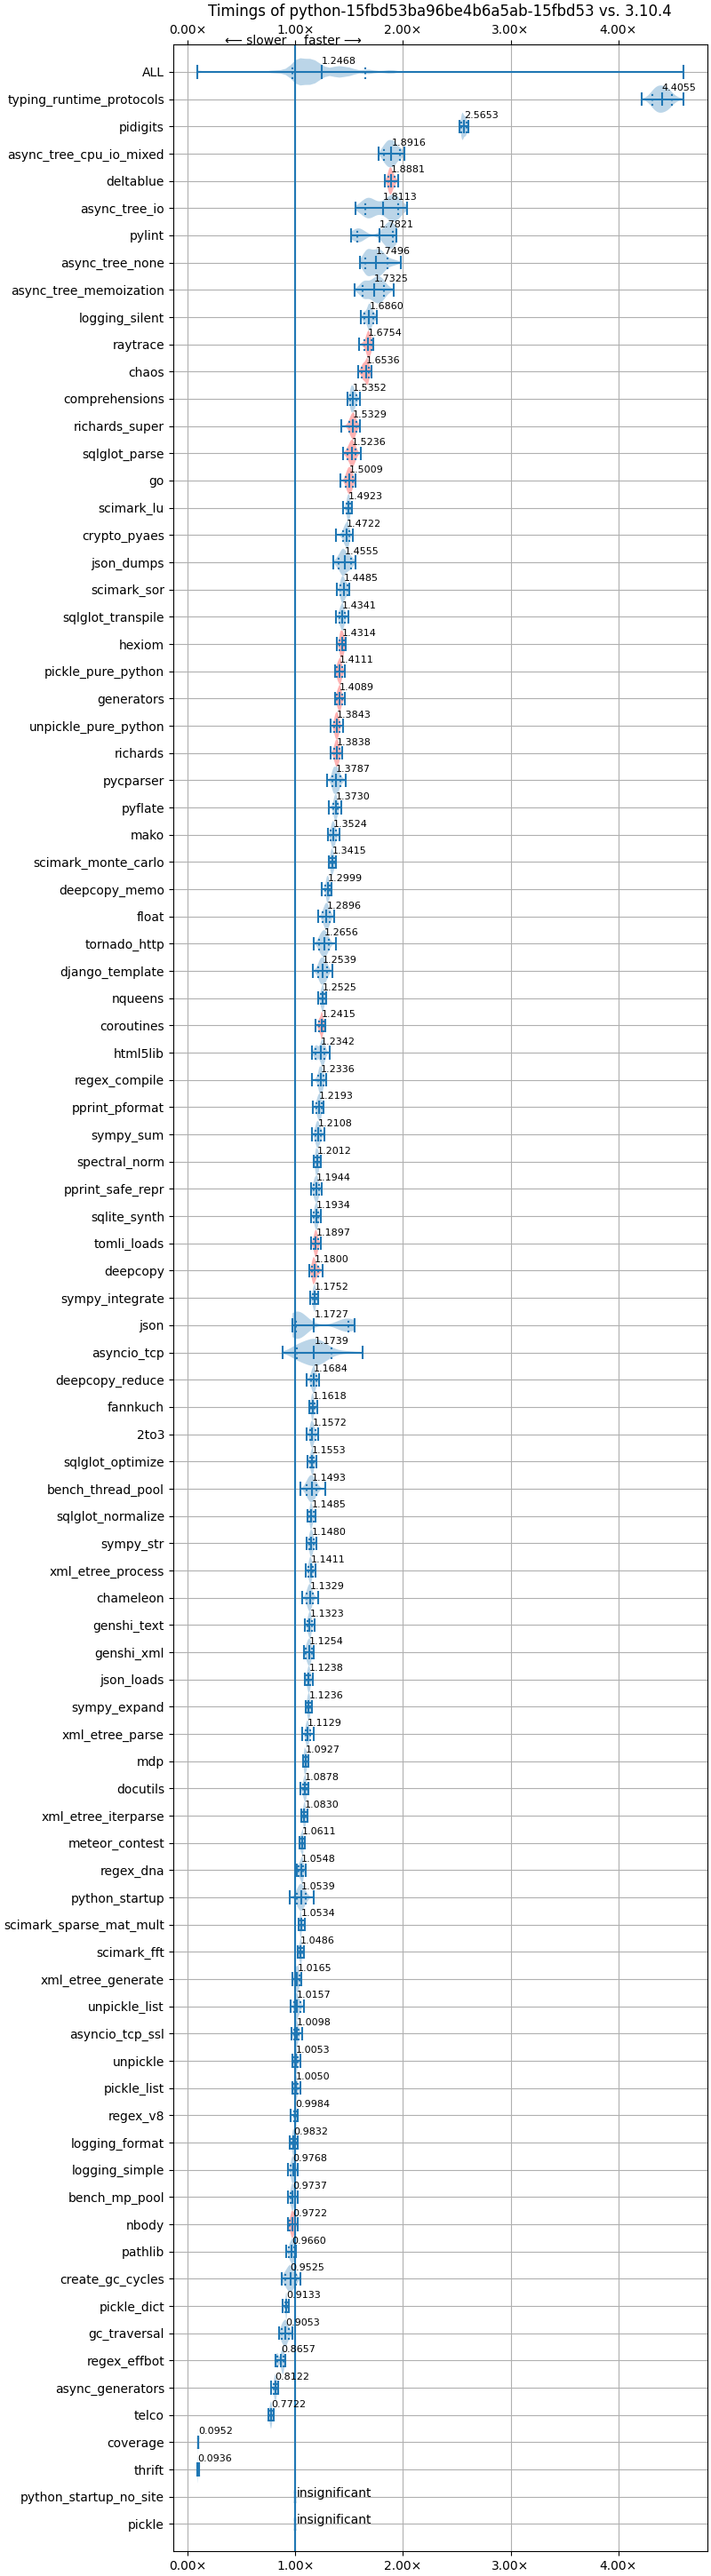 Timings of python-15fbd53ba96be4b6a5ab-15fbd53 vs. 3.10.4
0.00× 1.00× 2.00× 3.00× 4.00×
⟵ slower faster ⟶
ALL 1.2468
typing_runtime_protocols 4.4055
pidigits 2.5653
async_tree_cpu_io_mixed 1.8916
deltablue 1.8881
async_tree_io 1.8113
pylint 1.7821
async_tree_none 1.7496
async_tree_memoization 1.7325
logging_silent 1.6860
raytrace 1.6754
chaos 1.6536
comprehensions 1.5352
richards_super 1.5329
sqlglot_parse 1.5236
go 1.5009
scimark_lu 1.4923
crypto_pyaes 1.4722
json_dumps 1.4555
scimark_sor 1.4485
sqlglot_transpile 1.4341
hexiom 1.4314
pickle_pure_python 1.4111
generators 1.4089
unpickle_pure_python 1.3843
richards 1.3838
pycparser 1.3787
pyflate 1.3730
mako 1.3524
scimark_monte_carlo 1.3415
deepcopy_memo 1.2999
float 1.2896
tornado_http 1.2656
django_template 1.2539
nqueens 1.2525
coroutines 1.2415
html5lib 1.2342
regex_compile 1.2336
pprint_pformat 1.2193
sympy_sum 1.2108
spectral_norm 1.2012
pprint_safe_repr 1.1944
sqlite_synth 1.1934
tomli_loads 1.1897
deepcopy 1.1800
sympy_integrate 1.1752
json 1.1727
asyncio_tcp 1.1739
deepcopy_reduce 1.1684
fannkuch 1.1618
2to3 1.1572
sqlglot_optimize 1.1553
bench_thread_pool 1.1493
sqlglot_normalize 1.1485
sympy_str 1.1480
xml_etree_process 1.1411
chameleon 1.1329
genshi_text 1.1323
genshi_xml 1.1254
json_loads 1.1238
sympy_expand 1.1236
xml_etree_parse 1.1129
mdp 1.0927
docutils 1.0878
xml_etree_iterparse 1.0830
meteor_contest 1.0611
regex_dna 1.0548
python_startup 1.0539
scimark_sparse_mat_mult 1.0534
scimark_fft 1.0486
xml_etree_generate 1.0165
unpickle_list 1.0157
asyncio_tcp_ssl 1.0098
unpickle 1.0053
pickle_list 1.0050
regex_v8 0.9984
logging_format 0.9832
logging_simple 0.9768
bench_mp_pool 0.9737
nbody 0.9722
pathlib 0.9660
create_gc_cycles 0.9525
pickle_dict 0.9133
gc_traversal 0.9053
regex_effbot 0.8657
async_generators 0.8122
telco 0.7722
coverage 0.0952
thrift 0.0936
python_startup_no_site insignificant
pickle insignificant
0.00× 1.00× 2.00× 3.00× 4.00×